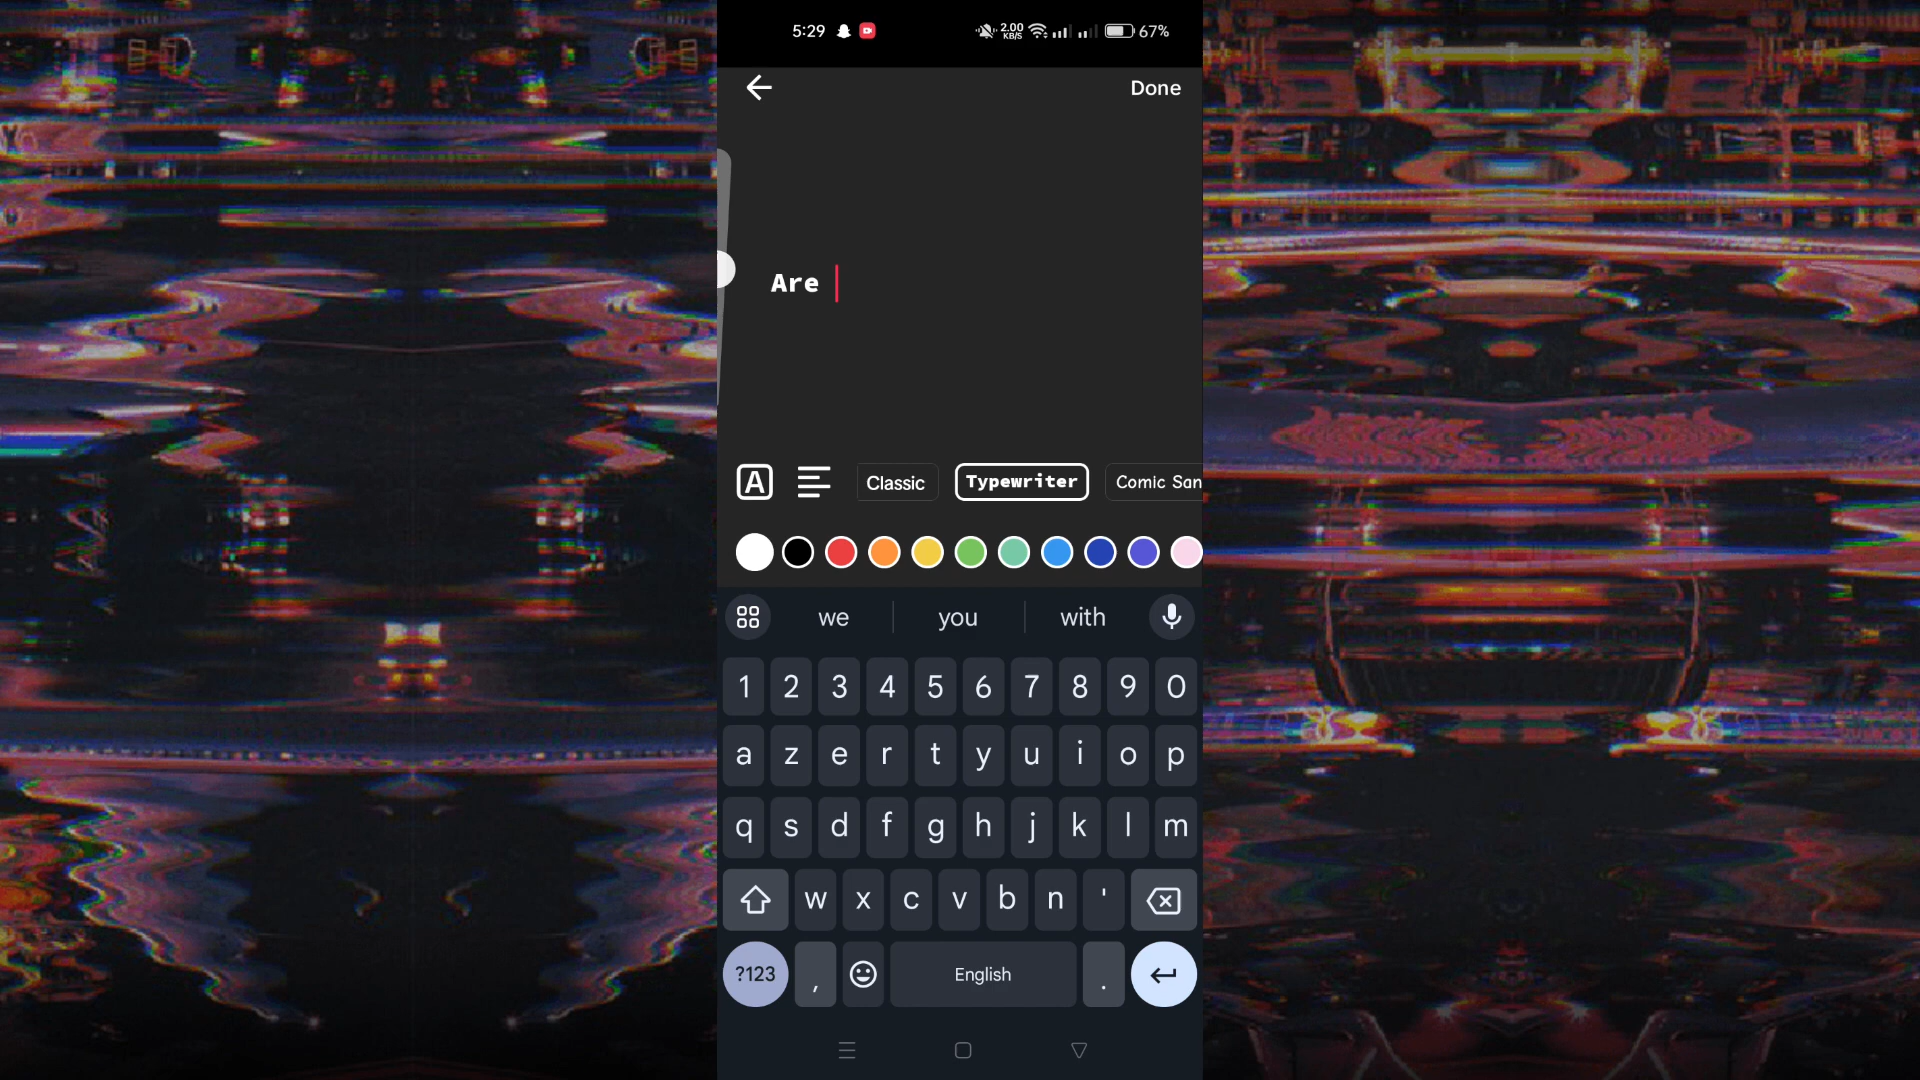 5:29 2.00 KB/S 67%
Done
Are
A Classic Typewriter Comic San
we you with
1 2 3 4 5 6 7 8 9 0
a z e r t y u i o p
q s d f g h j k l m
w x c v b n '
?123 , English .